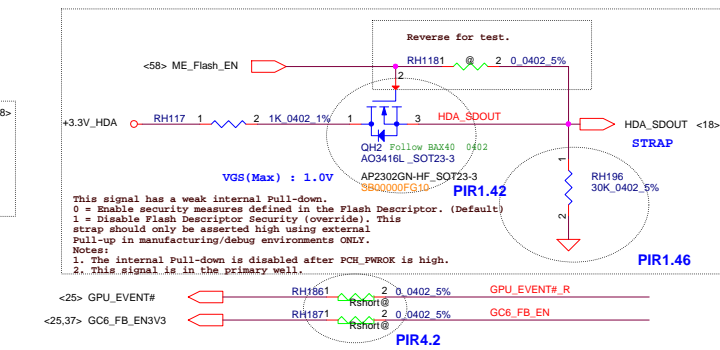 Reverse for test.
<58> ME_Flash_EN
RH118 1 @ 2 0_0402_5%
2
8>
+3.3V_HDA RH117 1 2 1K_0402_1% 1 3 HDA_SDOUT HDA_SDOUT <18>
STRAP
QH2 Follow BAX40 0402
AO3416L _SOT23-3
1
RH196
30K_0402_5%
2
VGS(Max) : 1.0V
AP2302GN-HF_SOT23-3
SB00000FG10
PIR1.42
This signal has a weak internal Pull-down.
0 = Enable security measures defined in the Flash Descriptor. (Default)
1 = Disable Flash Descriptor Security (override). This
strap should only be asserted high using external
Pull-up in manufacturing/debug environments ONLY.
Notes:
1. The internal Pull-down is disabled after PCH_PWROK is high.
2. This signal is in the primary well.
PIR1.46
<25> GPU_EVENT# RH186 1 2 0_0402_5% GPU_EVENT#_R
Rshort@
<25,37> GC6_FB_EN3V3 RH187 1 2 0_0402_5% GC6_FB_EN
Rshort@
PIR4.2